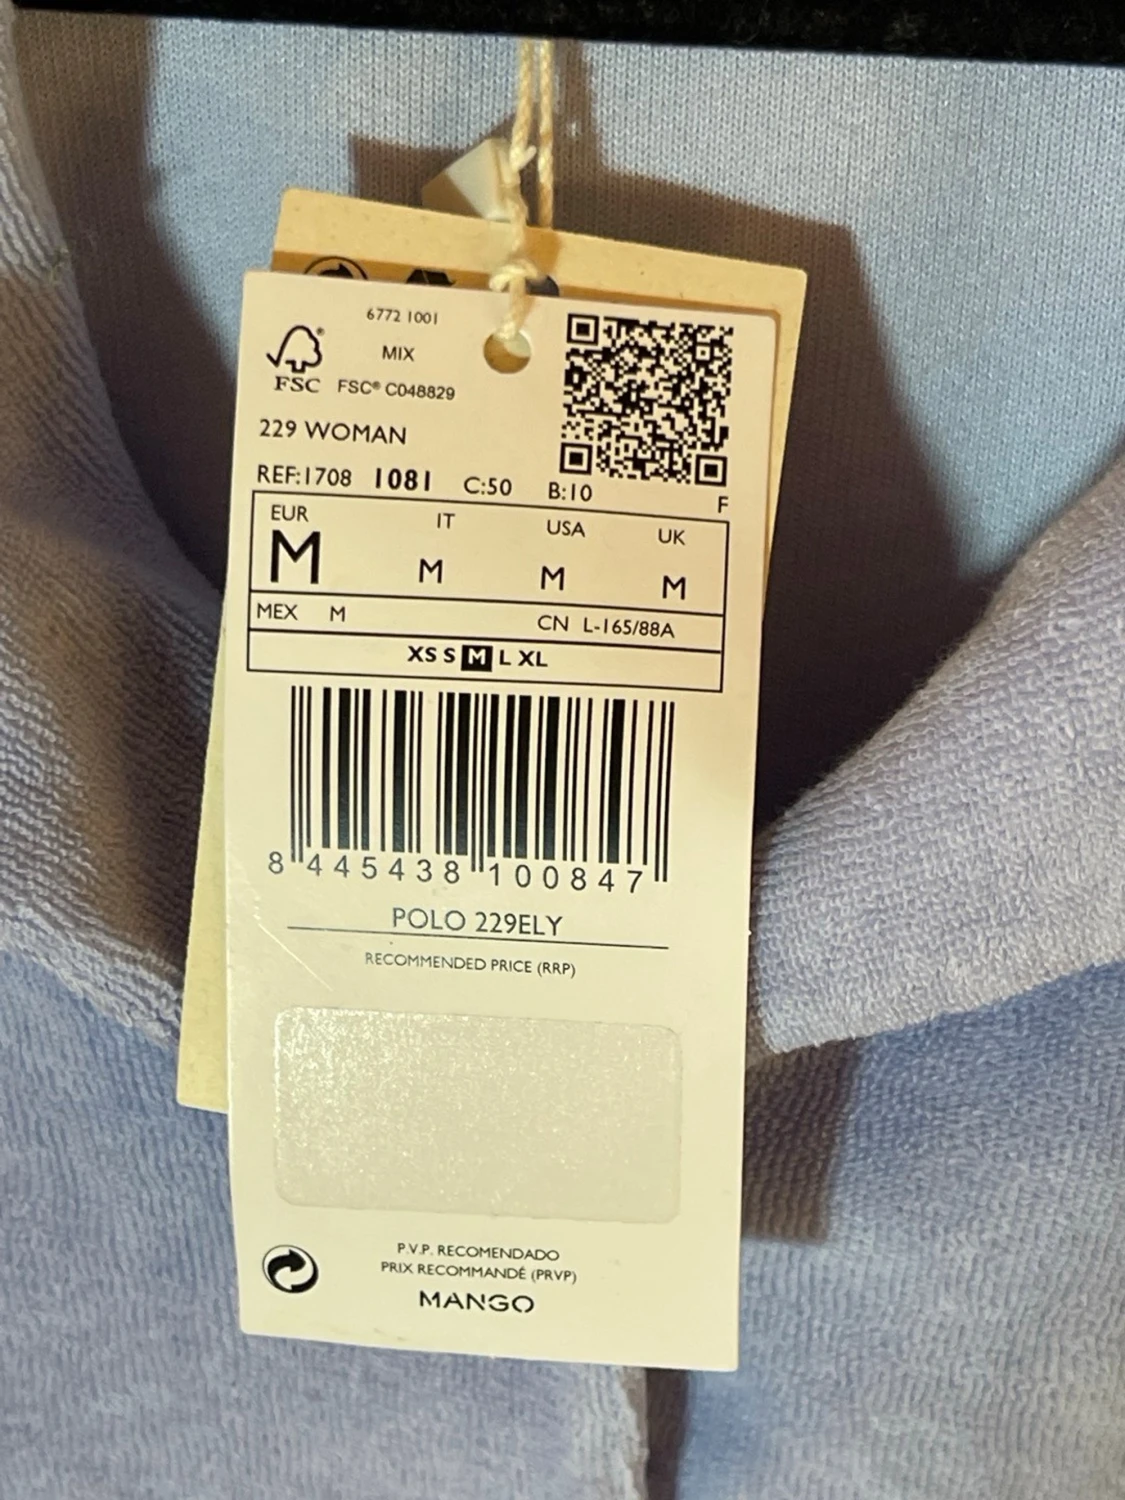 6772 1001
MIX
FSC FSC® C048829
229 WOMAN
REF:1708 1081 C:50 B:10 F
EUR IT USA UK
M M M M
MEX M CN L-165/88A
XS S M L XL
8 445438 100847
POLO 229ELY
RECOMMENDED PRICE (RRP)
P.V.P. RECOMENDADO
PRIX RECOMMANDÉ (PRVP)
MANGO